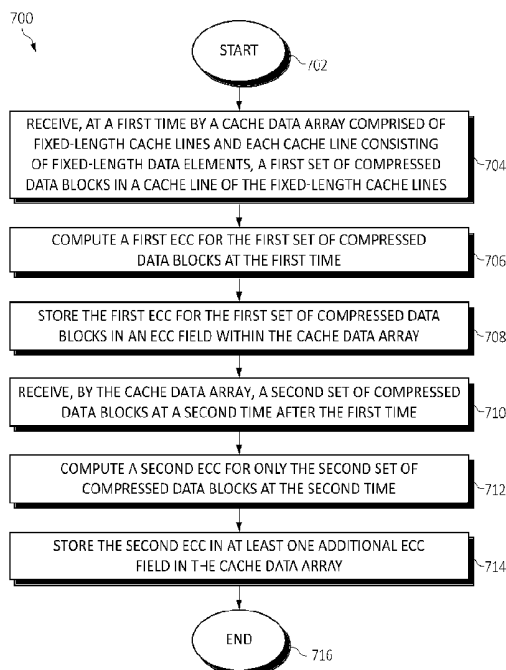 700
START
702
RECEIVE, AT A FIRST TIME BY A CACHE DATA ARRAY COMPRISED OF
FIXED-LENGTH CACHE LINES AND EACH CACHE LINE CONSISTING
OF FIXED-LENGTH DATA ELEMENTS, A FIRST SET OF COMPRESSED
DATA BLOCKS IN A CACHE LINE OF THE FIXED-LENGTH CACHE LINES
704
COMPUTE A FIRST ECC FOR THE FIRST SET OF COMPRESSED
DATA BLOCKS AT THE FIRST TIME
706
STORE THE FIRST ECC FOR THE FIRST SET OF COMPRESSED DATA
BLOCKS IN AN ECC FIELD WITHIN THE CACHE DATA ARRAY
708
RECEIVE, BY THE CACHE DATA ARRAY, A SECOND SET OF COMPRESSED
DATA BLOCKS AT A SECOND TIME AFTER THE FIRST TIME
710
COMPUTE A SECOND ECC FOR ONLY THE SECOND SET OF
COMPRESSED DATA BLOCKS AT THE SECOND TIME
712
STORE THE SECOND ECC IN AT LEAST ONE ADDITIONAL ECC
FIELD IN THE CACHE DATA ARRAY
714
END
716